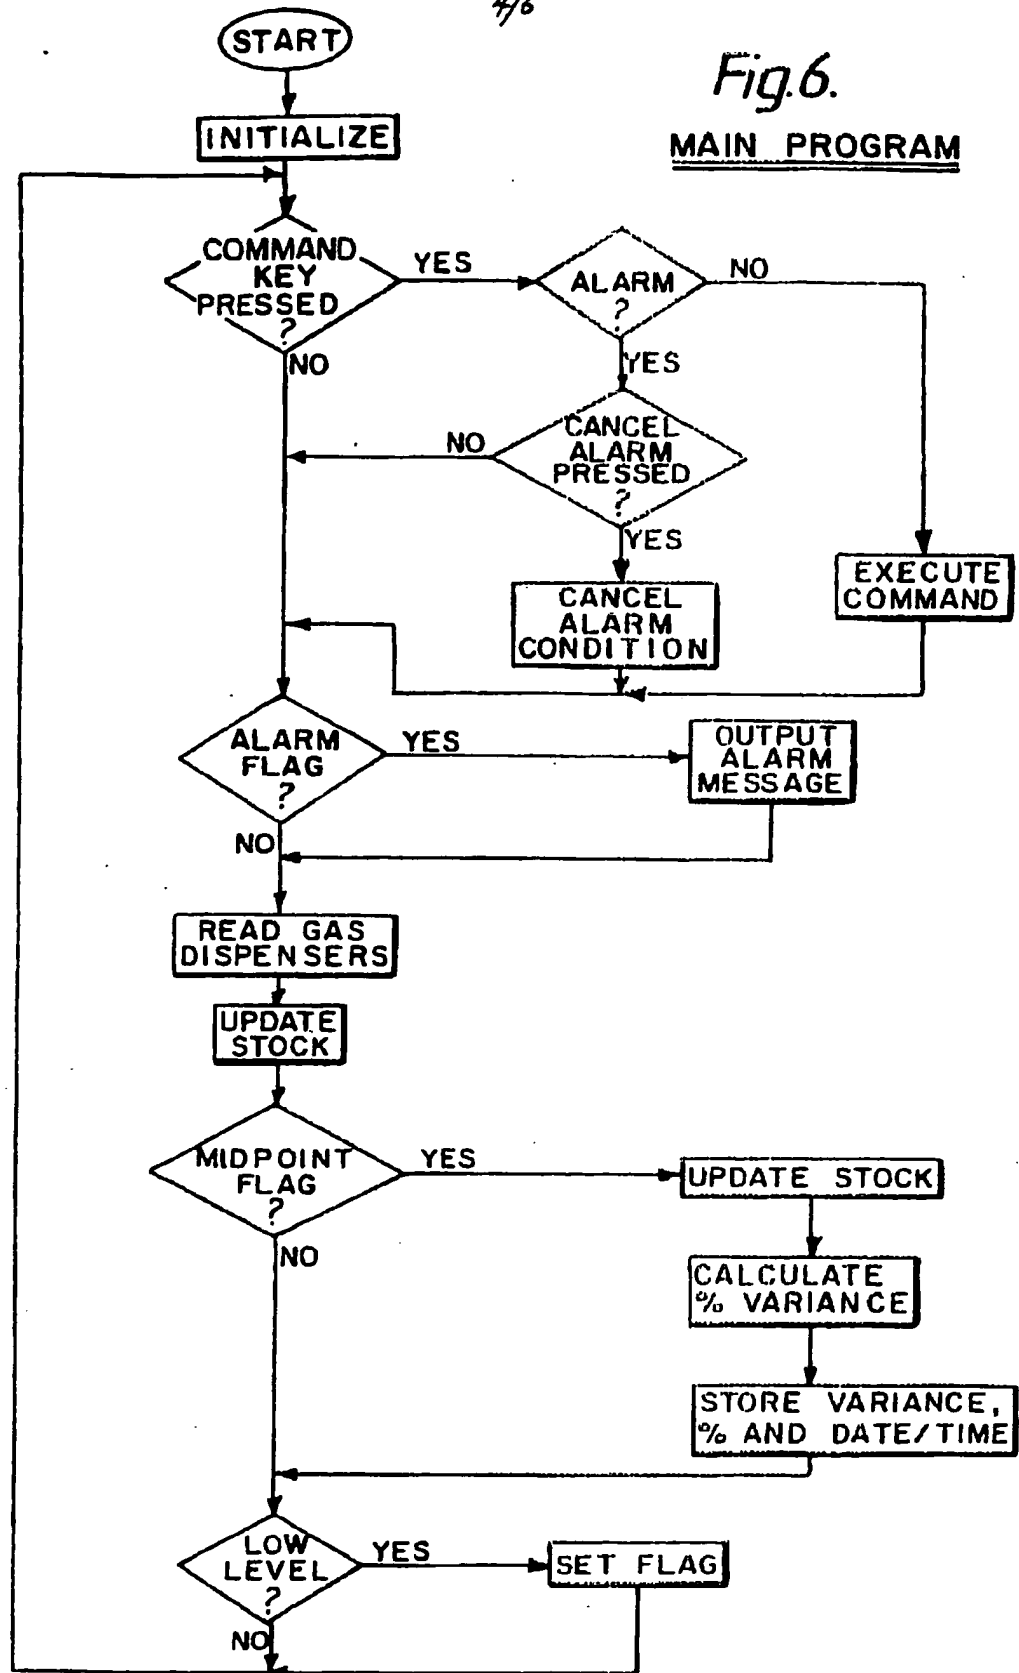 4/6
START
Fig. 6.
MAIN PROGRAM
INITIALIZE
COMMAND
KEY
PRESSED
?
YES
NO
ALARM
?
NO
YES
CANCEL
ALARM
PRESSED
?
NO
YES
CANCEL
ALARM
CONDITION
EXECUTE
COMMAND
ALARM
FLAG
?
YES
NO
OUTPUT
ALARM
MESSAGE
READ GAS
DISPENSERS
UPDATE
STOCK
MIDPOINT
FLAG
?
YES
NO
UPDATE STOCK
CALCULATE
% VARIANCE
STORE VARIANCE,
% AND DATE/TIME
LOW
LEVEL
?
YES
NO
SET FLAG